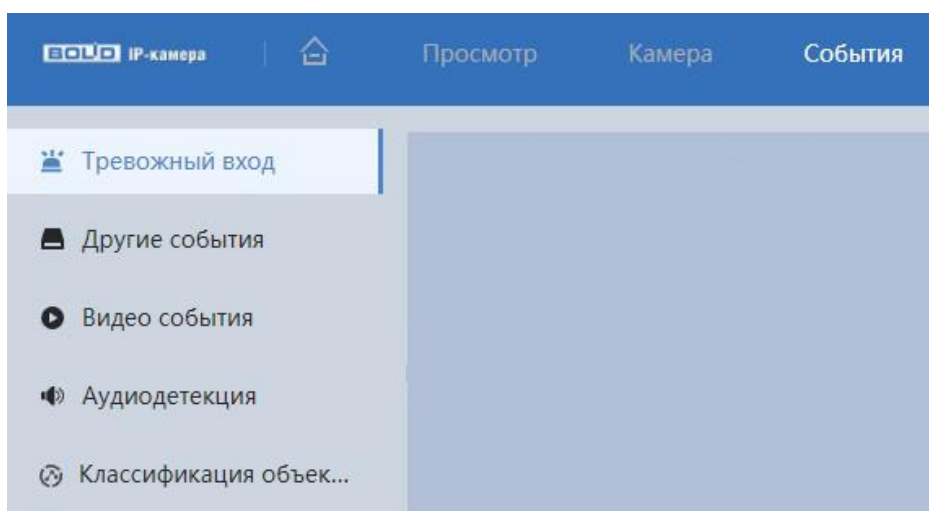 BOLID IP-камера Просмотр Камера События
Тревожный вход
Другие события
Видео события
Аудиодетекция
Классификация объек...